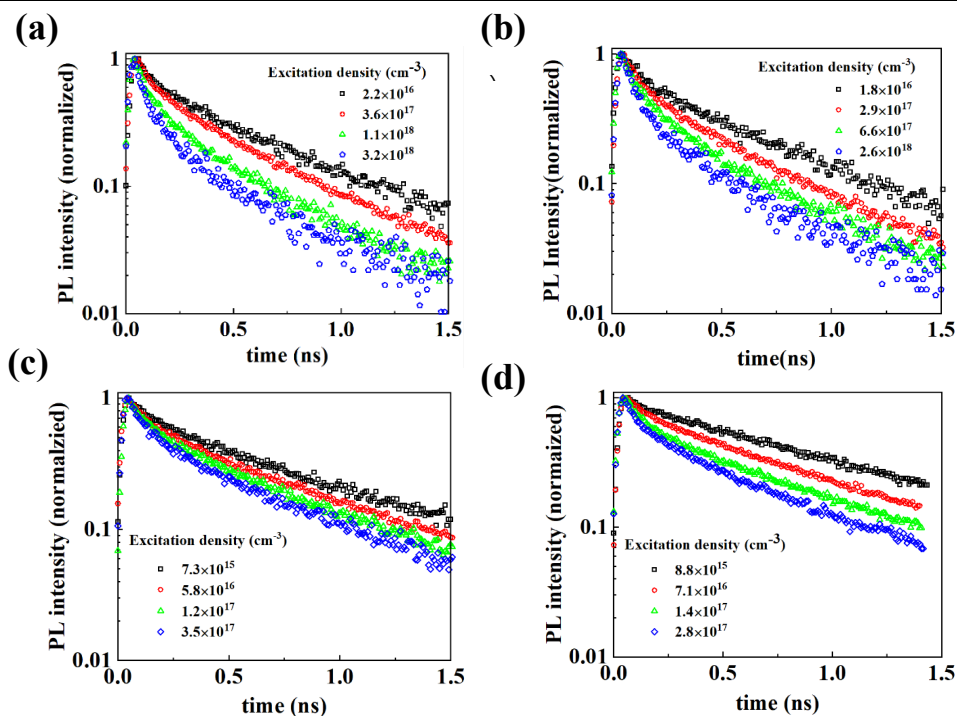 (a)
PL intensity (normalized)
1
0.1
0.01
Excitation density (cm⁻³)
2.2×10¹⁶
3.6×10¹⁷
1.1×10¹⁸
3.2×10¹⁸
0.0 0.5 1.0 1.5
time (ns)
(b)
PL Intensity(normalized)
1
0.1
0.01
Excitation density (cm⁻³)
1.8×10¹⁶
2.9×10¹⁷
6.6×10¹⁷
2.6×10¹⁸
0.0 0.5 1.0 1.5
time(ns)
(c)
PL intensity (normalzied)
1
0.1
0.01
Excitation density (cm⁻³)
7.3×10¹⁵
5.8×10¹⁶
1.2×10¹⁷
3.5×10¹⁷
0.0 0.5 1.0 1.5
time (ns)
(d)
PL intensity (normalized)
1
0.1
0.01
Excitation density (cm⁻³)
8.8×10¹⁵
7.1×10¹⁶
1.4×10¹⁷
2.8×10¹⁷
0.0 0.5 1.0 1.5
time (ns)